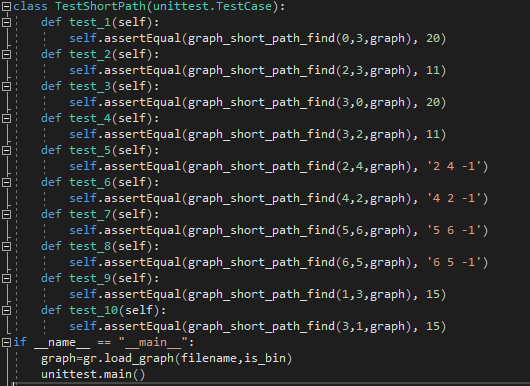 class TestShortPath(unittest.TestCase):
    def test_1(self):
        self.assertEqual(graph_short_path_find(0,3,graph), 20)
    def test_2(self):
        self.assertEqual(graph_short_path_find(2,3,graph), 11)
    def test_3(self):
        self.assertEqual(graph_short_path_find(3,0,graph), 20)
    def test_4(self):
        self.assertEqual(graph_short_path_find(3,2,graph), 11)
    def test_5(self):
        self.assertEqual(graph_short_path_find(2,4,graph), '2 4 -1')
    def test_6(self):
        self.assertEqual(graph_short_path_find(4,2,graph), '4 2 -1')
    def test_7(self):
        self.assertEqual(graph_short_path_find(5,6,graph), '5 6 -1')
    def test_8(self):
        self.assertEqual(graph_short_path_find(6,5,graph), '6 5 -1')
    def test_9(self):
        self.assertEqual(graph_short_path_find(1,3,graph), 15)
    def test_10(self):
        self.assertEqual(graph_short_path_find(3,1,graph), 15)
if __name__ == "__main__":
    graph=gr.load_graph(filename,is_bin)
    unittest.main()